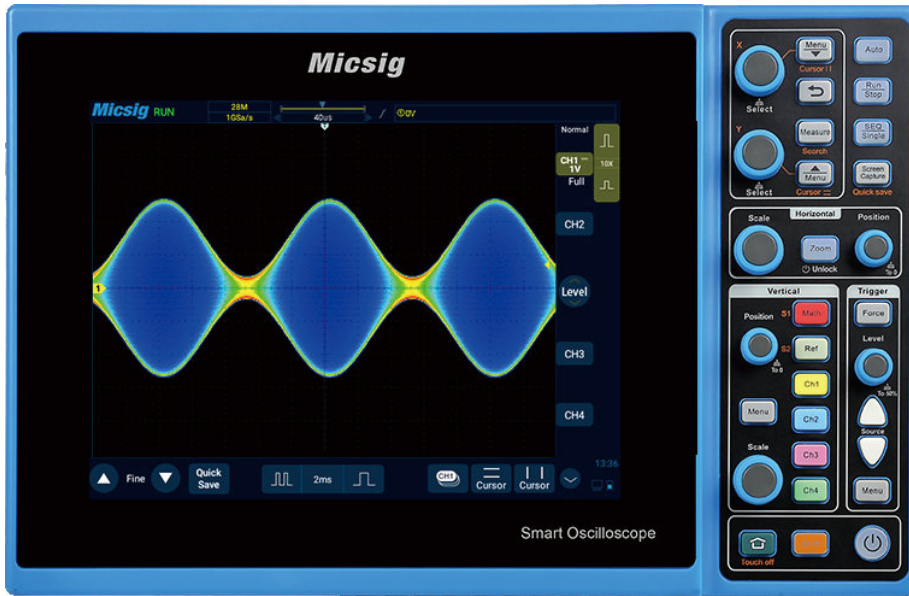 Micsig
Micsig RUN
28M
1GSa/s
40us
T
①0V
Normal
CH1
1V
Full
10X
CH2
1
Level
CH3
CH4
Fine
Quick
Save
2ms
CH1
Cursor
Cursor
13:36
Smart Oscilloscope
X
Menu
Cursor
Select
Y
Measure
Search
Menu
Cursor
Select
Auto
Run
Stop
SEQ
Single
Screen
Capture
Quick save
Horizontal
Scale
Position
Zoom
Unlock
To 0
Vertical
Position
To 0
S1
Math
S2
Ref
Ch1
Menu
Ch2
Scale
Ch3
Ch4
Trigger
Force
Level
To 50%
Source
Menu
Touch off